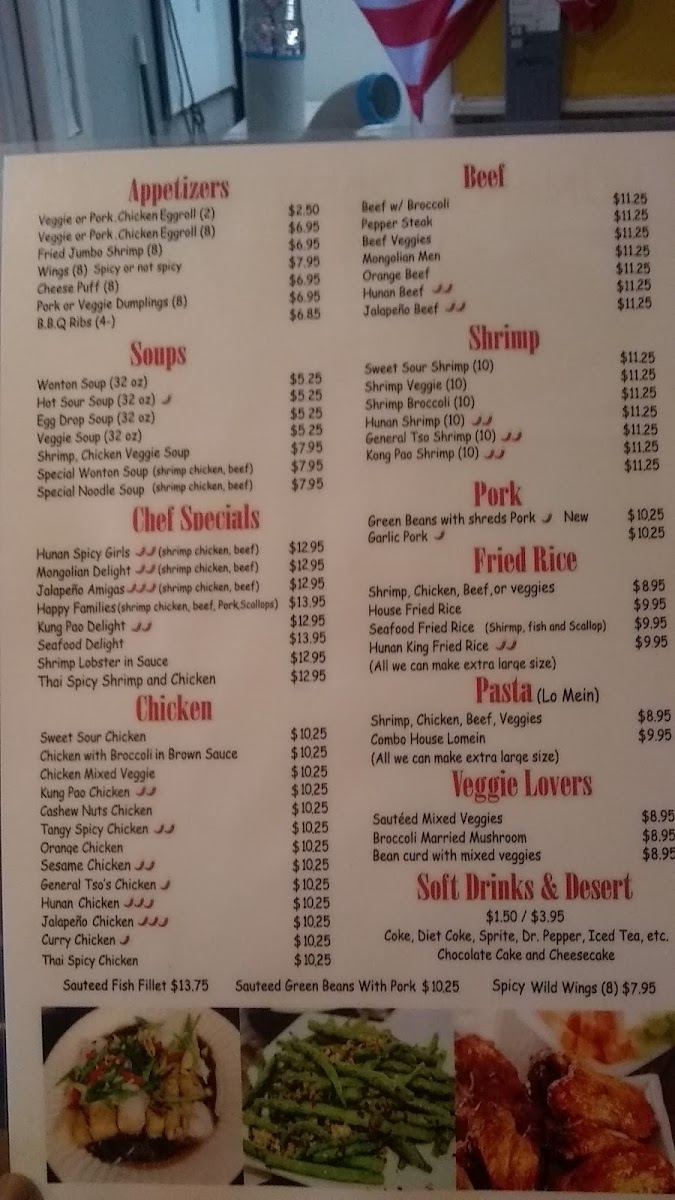 Appetizers
Veggie or Pork. Chicken Eggroll (2) $2.50
Veggie or Pork. Chicken Eggroll (8) $6.95
Fried Jumbo Shrimp (8) $6.95
Wings (8) Spicy or not spicy $7.95
Cheese Puff (8) $6.95
Pork or Veggie Dumplings (8) $6.95
B.B.Q Ribs (4-) $6.85
Soups
Wonton Soup (32 oz) $5.25
Hot Sour Soup (32 oz) $5.25
Egg Drop Soup (32 oz) $5.25
Veggie Soup (32 oz) $5.25
Shrimp, Chicken Veggie Soup $7.95
Special Wonton Soup (shrimp chicken, beef) $7.95
Special Noodle Soup (shrimp chicken, beef) $7.95
Chef Specials
Hunan Spicy Girls (shrimp chicken, beef) $12.95
Mongolian Delight (shrimp chicken, beef) $12.95
Jalapeño Amigas (shrimp chicken, beef) $12.95
Happy Families (shrimp chicken, beef, Pork,Scallops) $13.95
Kung Pao Delight $12.95
Seafood Delight $13.95
Shrimp Lobster in Sauce $12.95
Thai Spicy Shrimp and Chicken $12.95
Chicken
Sweet Sour Chicken $10.25
Chicken with Broccoli in Brown Sauce $10.25
Chicken Mixed Veggie $10.25
Kung Pao Chicken $10.25
Cashew Nuts Chicken $10.25
Tangy Spicy Chicken $10.25
Orange Chicken $10.25
Sesame Chicken $10.25
General Tso's Chicken $10.25
Hunan Chicken $10.25
Jalapeño Chicken $10.25
Curry Chicken $10.25
Thai Spicy Chicken $10.25
Beef
Beef w/ Broccoli $11.25
Pepper Steak $11.25
Beef Veggies $11.25
Mongolian Men $11.25
Orange Beef $11.25
Hunan Beef $11.25
Jalapeño Beef $11.25
Shrimp
$11.25
Sweet Sour Shrimp (10) $11.25
Shrimp Veggie (10) $11.25
Shrimp Broccoli (10) $11.25
Hunan Shrimp (10) $11.25
General Tso Shrimp (10) $11.25
Kong Pao Shrimp (10) $11.25
Pork
Green Beans with shreds Pork New $10.25
Garlic Pork $10.25
Fried Rice
Shrimp, Chicken, Beef,or veggies $8.95
House Fried Rice $9.95
Seafood Fried Rice (Shirmp, fish and Scallop) $9.95
Hunan King Fried Rice $9.95
(All we can make extra large size)
Pasta (Lo Mein)
Shrimp, Chicken, Beef, Veggies $8.95
Combo House Lomein $9.95
(All we can make extra large size)
Veggie Lovers
Sautéed Mixed Veggies $8.95
Broccoli Married Mushroom $8.95
Bean curd with mixed veggies $8.95
Soft Drinks & Desert
$1.50 / $3.95
Coke, Diet Coke, Sprite, Dr. Pepper, Iced Tea, etc.
Chocolate Cake and Cheesecake
Sauteed Fish Fillet $13.75 Sauteed Green Beans With Pork $10.25 Spicy Wild Wings (8) $7.95